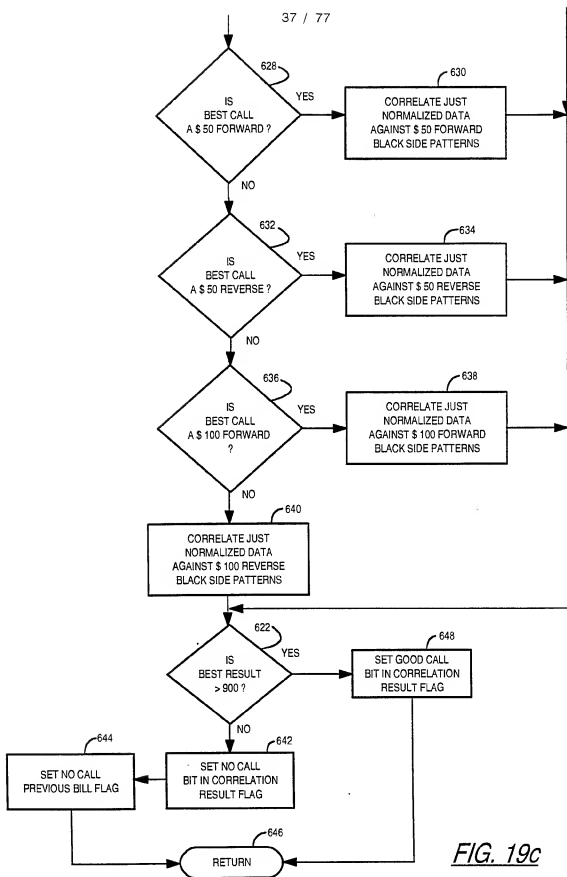 37 / 77
628
IS
BEST CALL
A $ 50 FORWARD ?
YES
NO
630
CORRELATE JUST
NORMALIZED DATA
AGAINST $ 50 FORWARD
BLACK SIDE PATTERNS
632
IS
BEST CALL
A $ 50 REVERSE ?
YES
NO
634
CORRELATE JUST
NORMALIZED DATA
AGAINST $ 50 REVERSE
BLACK SIDE PATTERNS
636
IS
BEST CALL
A $ 100 FORWARD
?
YES
NO
638
CORRELATE JUST
NORMALIZED DATA
AGAINST $ 100 FORWARD
BLACK SIDE PATTERNS
640
CORRELATE JUST
NORMALIZED DATA
AGAINST $ 100 REVERSE
BLACK SIDE PATTERNS
622
IS
BEST RESULT
> 900 ?
YES
NO
648
SET GOOD CALL
BIT IN CORRELATION
RESULT FLAG
642
SET NO CALL
BIT IN CORRELATION
RESULT FLAG
644
SET NO CALL
PREVIOUS BILL FLAG
646
RETURN
FIG. 19c